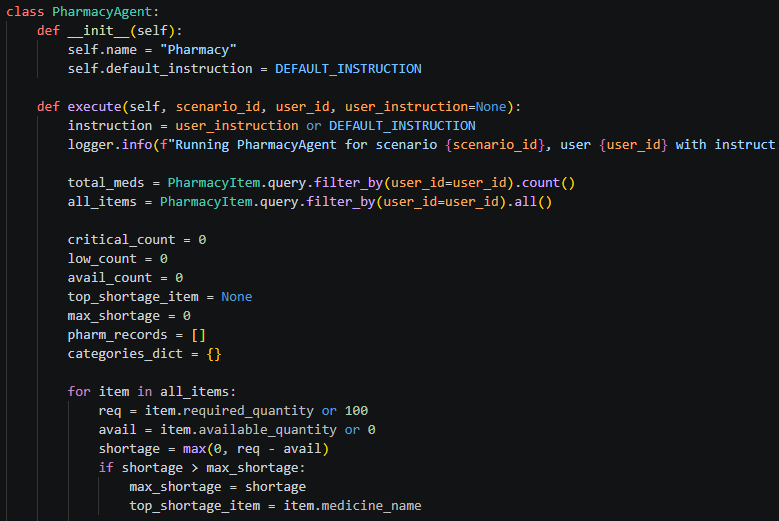 class PharmacyAgent:
    def __init__(self):
        self.name = "Pharmacy"
        self.default_instruction = DEFAULT_INSTRUCTION

    def execute(self, scenario_id, user_id, user_instruction=None):
        instruction = user_instruction or DEFAULT_INSTRUCTION
        logger.info(f"Running PharmacyAgent for scenario {scenario_id}, user {user_id} with instruct

        total_meds = PharmacyItem.query.filter_by(user_id=user_id).count()
        all_items = PharmacyItem.query.filter_by(user_id=user_id).all()

        critical_count = 0
        low_count = 0
        avail_count = 0
        top_shortage_item = None
        max_shortage = 0
        pharm_records = []
        categories_dict = {}

        for item in all_items:
            req = item.required_quantity or 100
            avail = item.available_quantity or 0
            shortage = max(0, req - avail)
            if shortage > max_shortage:
                max_shortage = shortage
                top_shortage_item = item.medicine_name